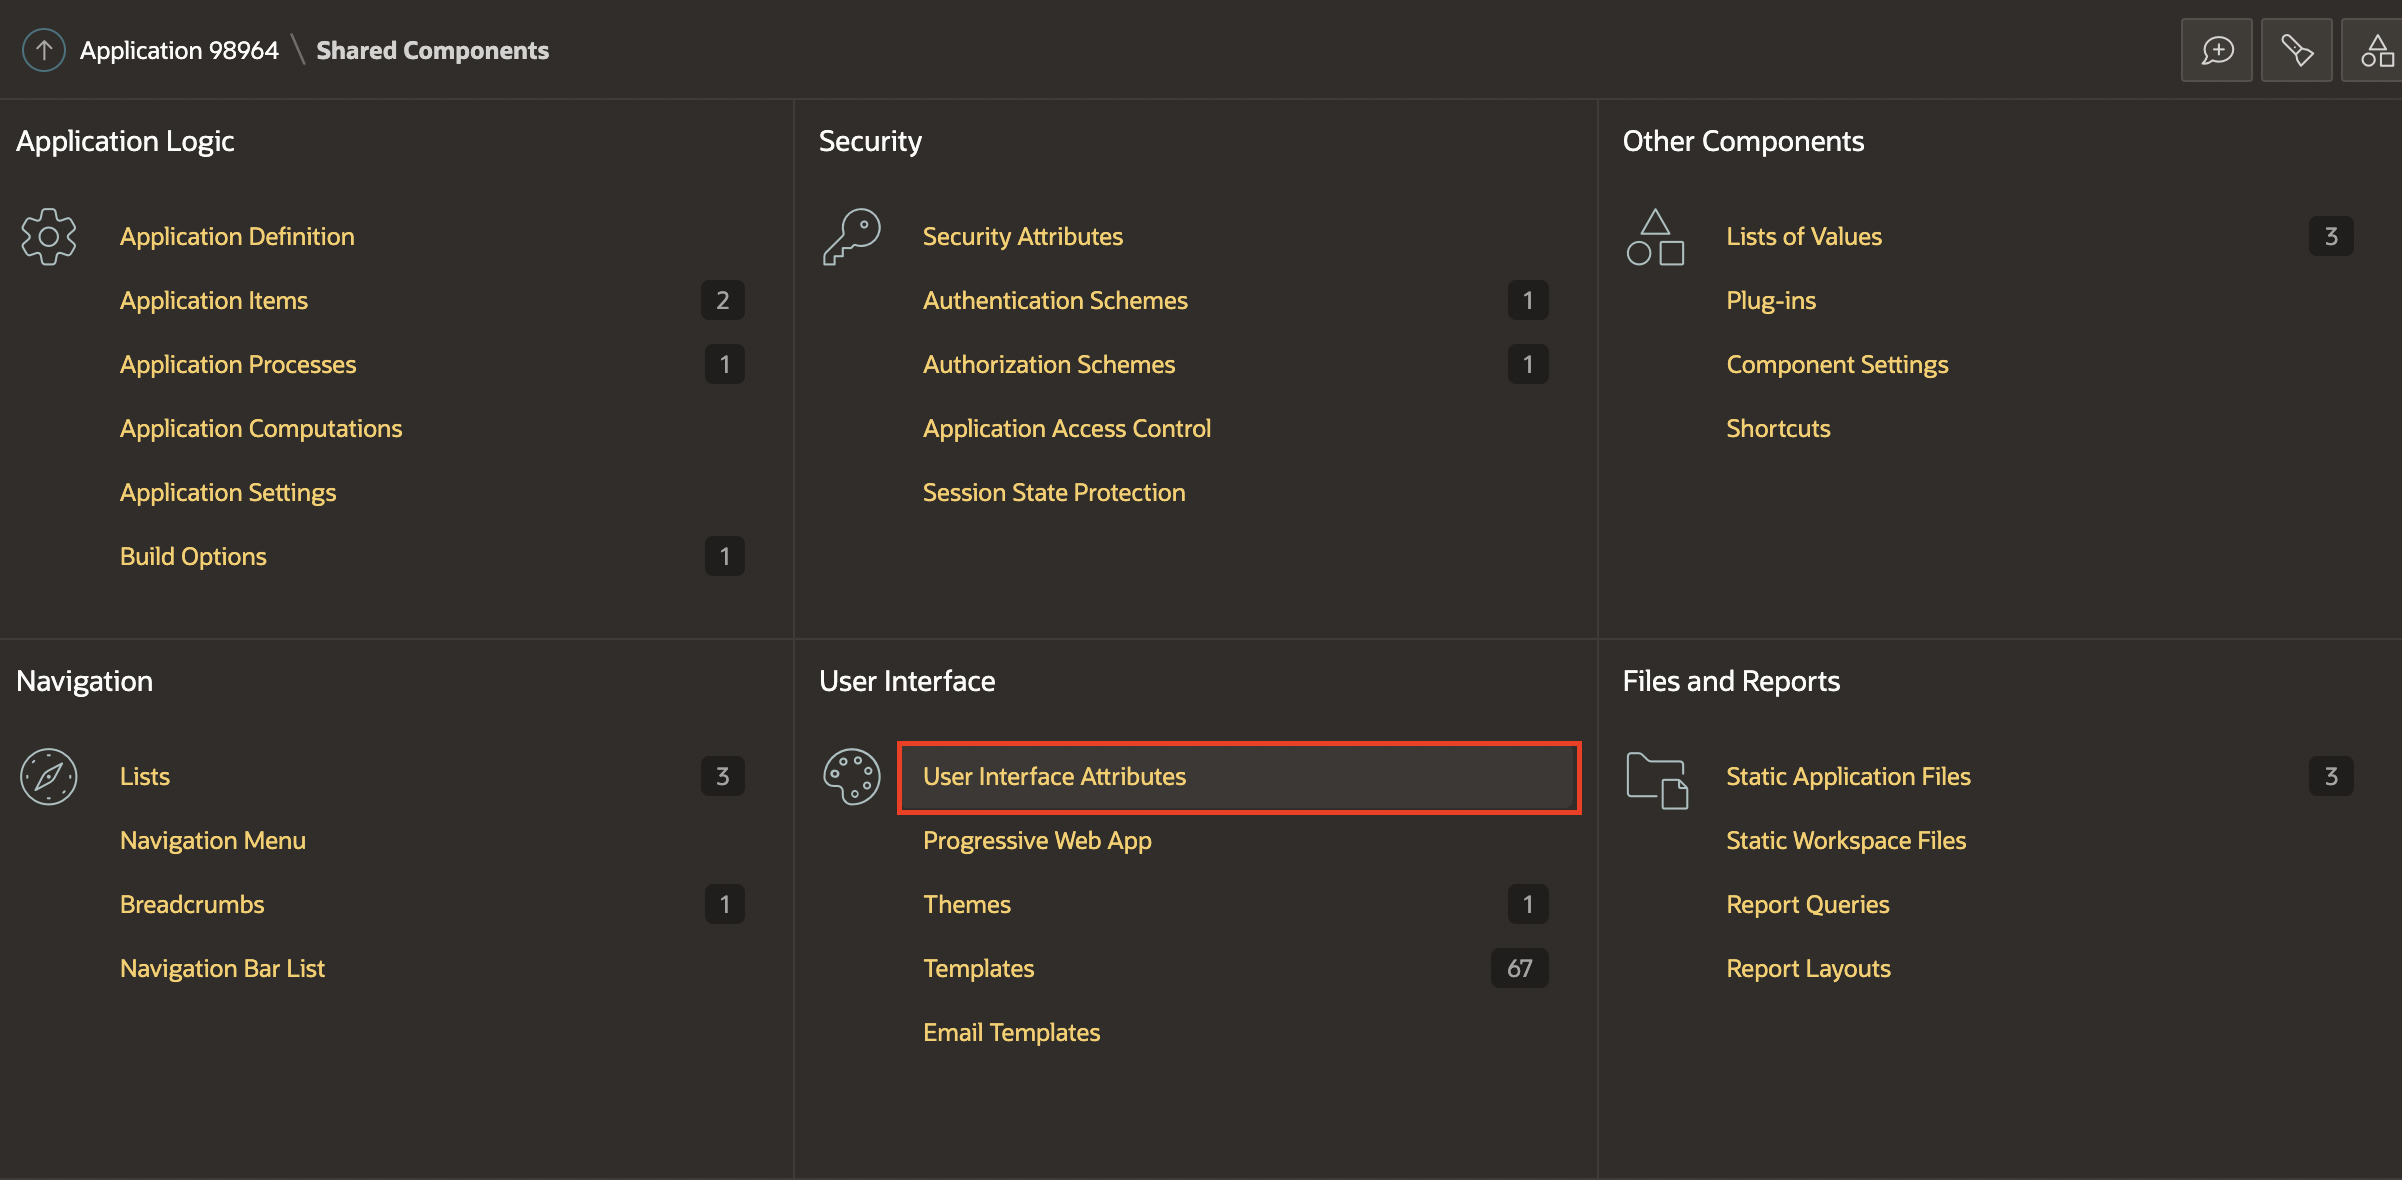 Application 98964 \ Shared Components
Application Logic
Application Definition
Application Items 2
Application Processes 1
Application Computations
Application Settings
Build Options 1
Security
Security Attributes
Authentication Schemes 1
Authorization Schemes 1
Application Access Control
Session State Protection
Other Components
Lists of Values 3
Plug-ins
Component Settings
Shortcuts
Navigation
Lists 3
Navigation Menu
Breadcrumbs 1
Navigation Bar List
User Interface
User Interface Attributes
Progressive Web App
Themes 1
Templates 67
Email Templates
Files and Reports
Static Application Files 3
Static Workspace Files
Report Queries
Report Layouts